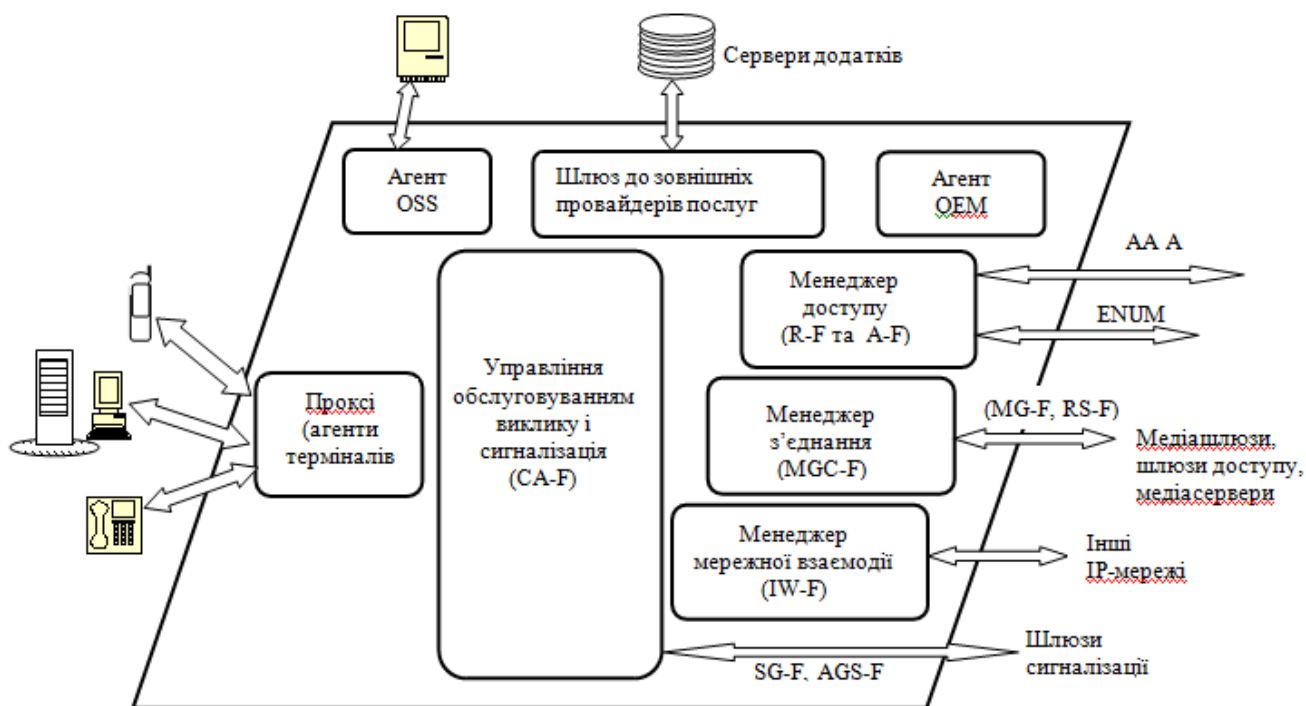 Сервери додатків
Агент
OSS
Шлюз до зовнішніх
провайдерів послуг
Агент
OEM
AA A
Менеджер
доступу
(R-F та A-F)
ENUM
Управління
обслуговуванням
виклику і
сигналізація
(CA-F)
Проксі
(агенти
терміналів
Менеджер
з’єднання
(MGC-F)
(MG-F, RS-F)
Медіашлюзи,
шлюзи доступу,
медіасервери
Менеджер
мережної взаємодії
(IW-F)
Інші
IP-мережі
Шлюзи
сигналізації
SG-F, AGS-F